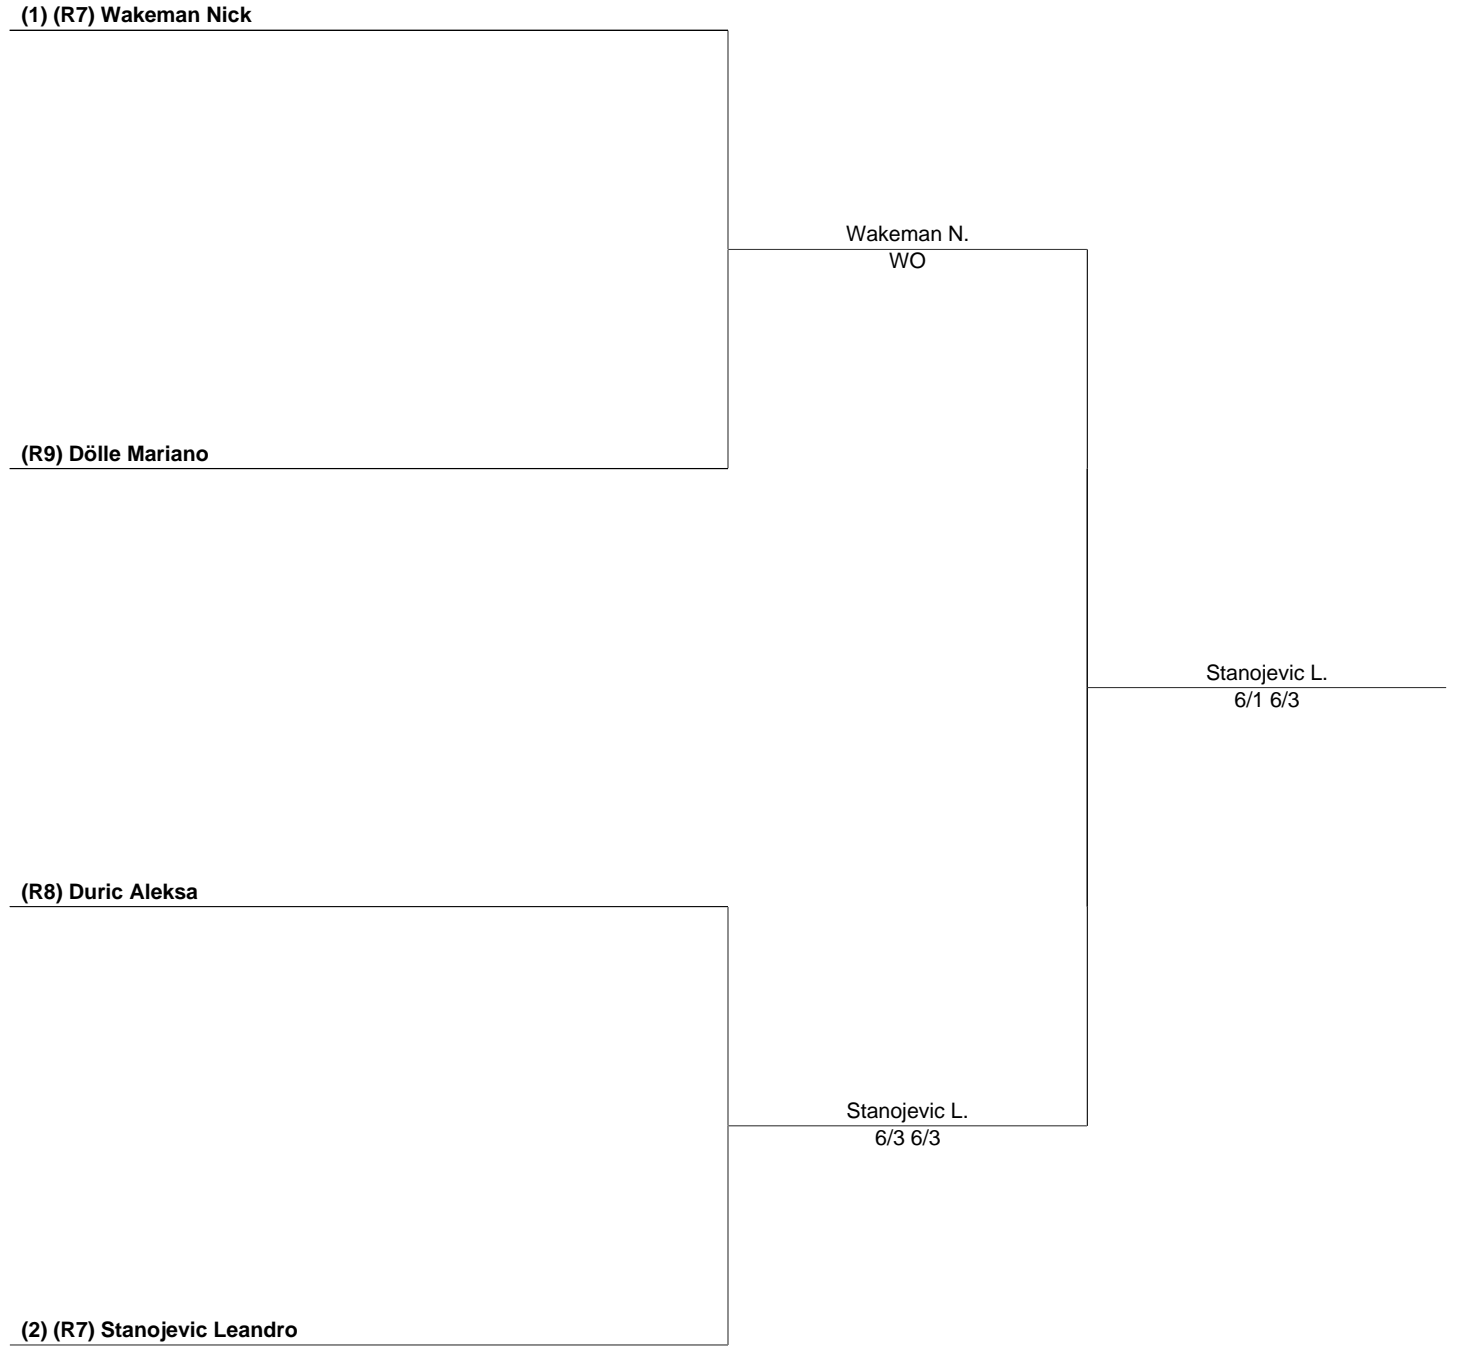 (1) (R7) Wakeman Nick
Wakeman N.
WO
(R9) Dölle Mariano
Stanojevic L.
6/1 6/3
(R8) Duric Aleksa
Stanojevic L.
6/3 6/3
(2) (R7) Stanojevic Leandro